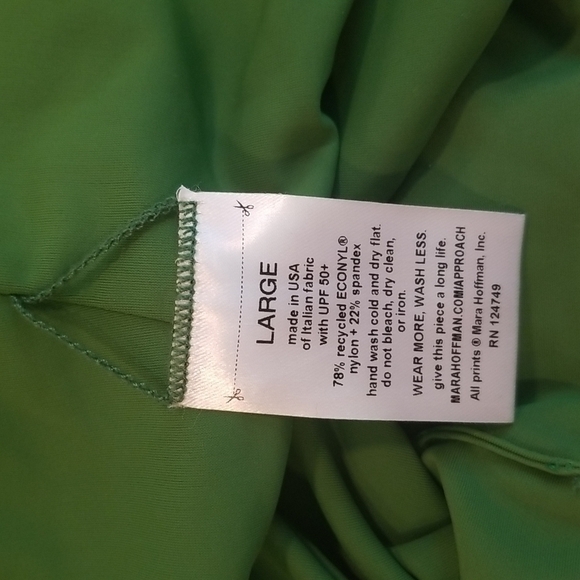 LARGE
made in USA
of Italian fabric
with UPF 50+
78% recycled ECONYL®
nylon + 22% spandex
hand wash cold and dry flat.
do not bleach, dry clean,
or iron.
WEAR MORE, WASH LESS.
give this piece a long life.
MARAHOFFMAN.COM/APPROACH
All prints ® Mara Hoffman, Inc.
RN 124749